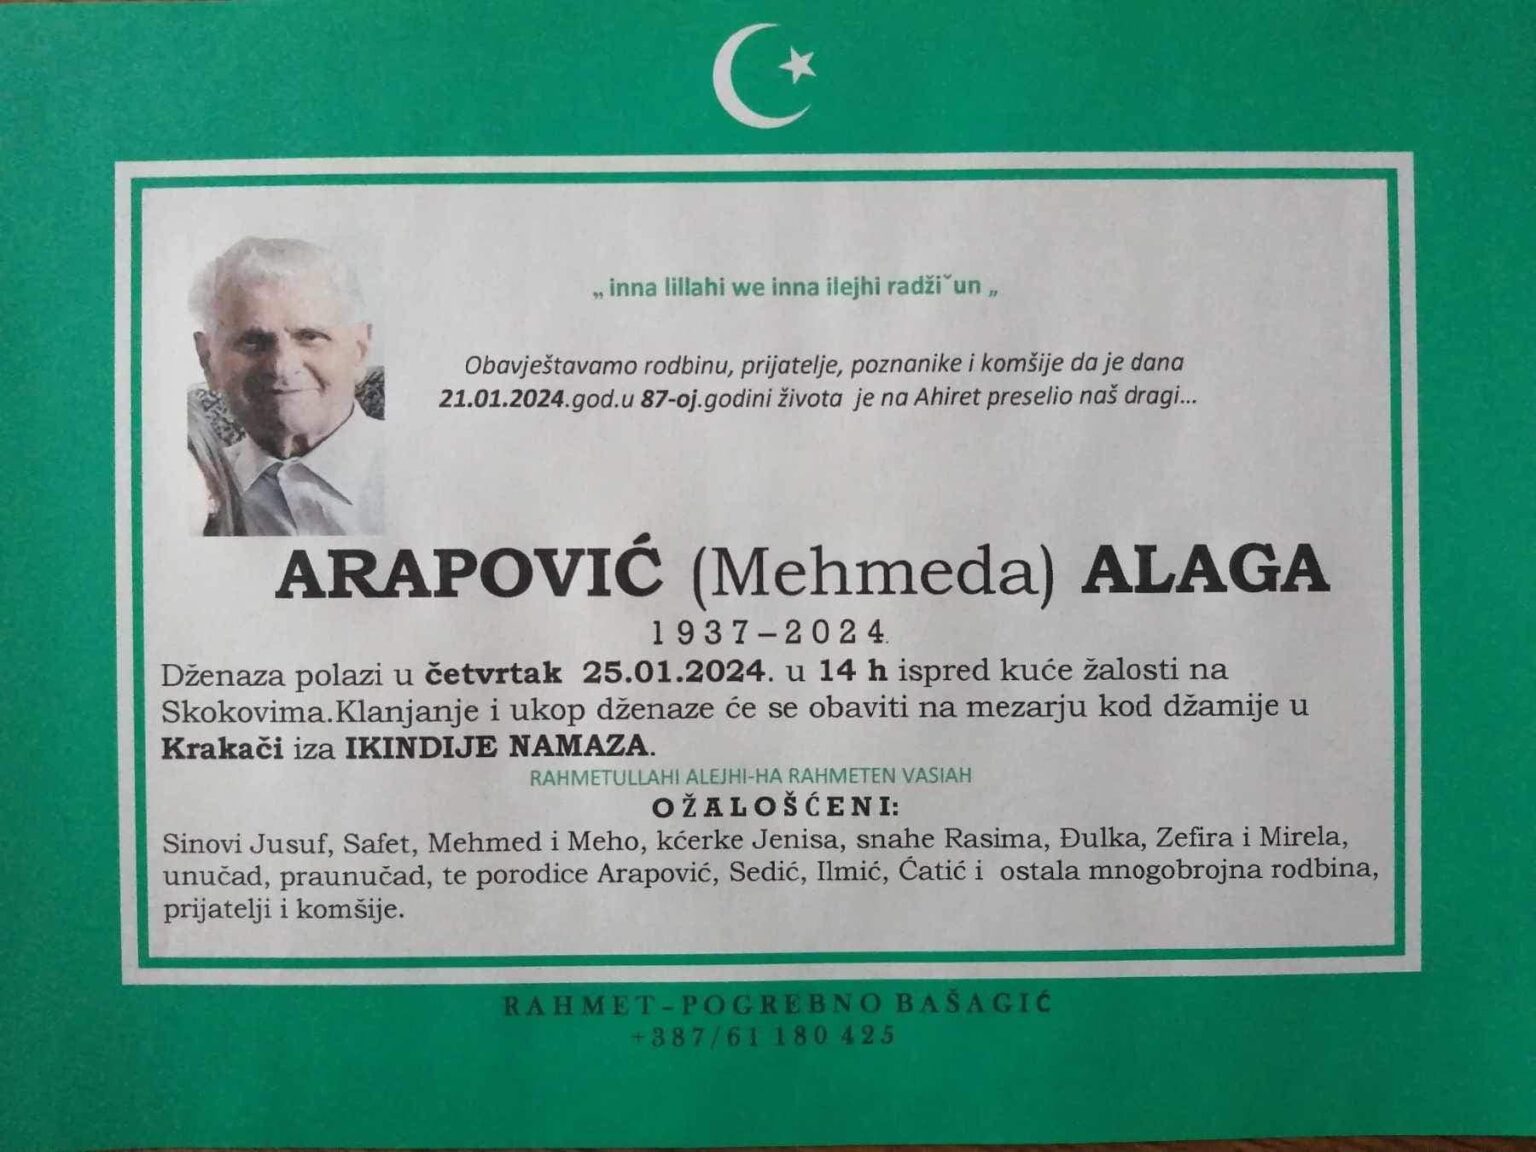 „ inna lillahi we inna ilejhi radžiˇun „
Obavještavamo rodbinu, prijatelje, poznanike i komšije da je dana
21.01.2024.god.u 87-oj.godini života je na Ahiret preselio naš dragi...
ARAPOVIĆ (Mehmeda) ALAGA
1937–2024.
Dženaza polazi u četvrtak 25.01.2024. u 14 h ispred kuće žalosti na
Skokovima.Klanjanje i ukop dženaze će se obaviti na mezarju kod džamije u
Krakači iza IKINDIJE NAMAZA.
RAHMETULLAHI ALEJHI-HA RAHMETEN VASIAH
OŽALOŠĆENI:
Sinovi Jusuf, Safet, Mehmed i Meho, kćerke Jenisa, snahe Rasima, Đulka, Zefira i Mirela,
unučad, praunučad, te porodice Arapović, Sedić, Ilmić, Ćatić i ostala mnogobrojna rodbina,
prijatelji i komšije.
RAHMET-POGREBNO BAŠAGIĆ
+387/61 180 425